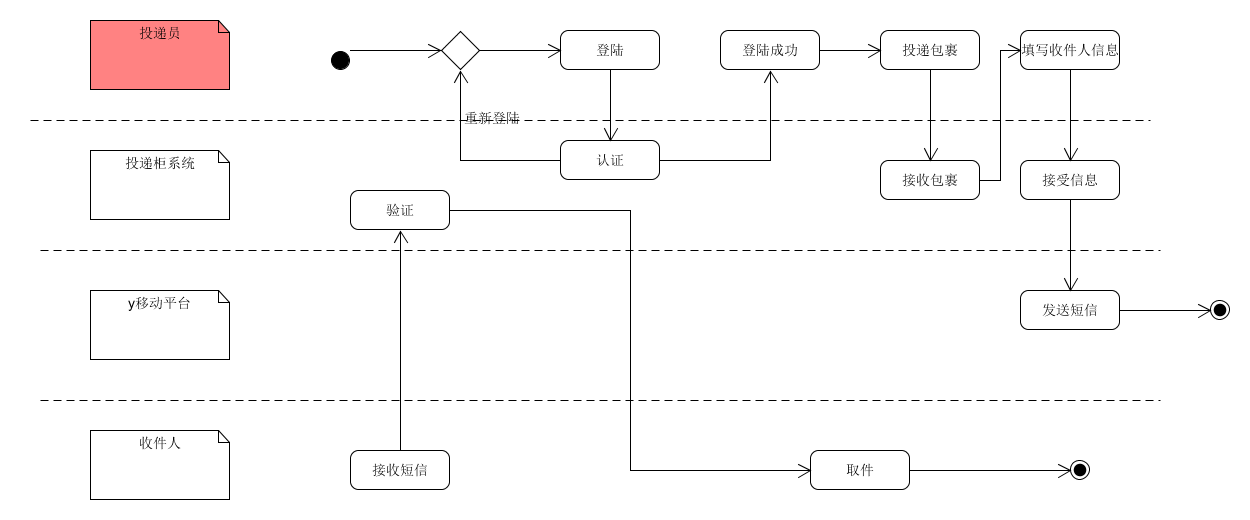 投递员
登陆
登陆成功
投递包裹
填写收件人信息
重新登陆
投递柜系统
认证
接收包裹
接受信息
验证
y移动平台
发送短信
收件人
接收短信
取件